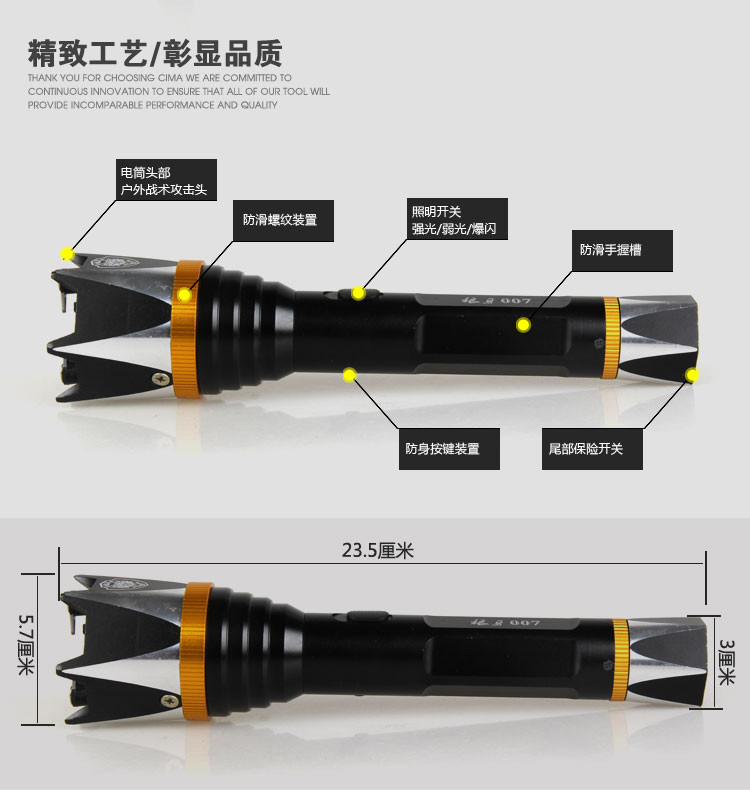 精致工艺/彰显品质
THANK YOU FOR CHOOSING CIMA WE ARE COMMITTED TO
CONTINUOUS INNOVATION TO ENSURE THAT ALL OF OUR TOOL WILL
PROVIDE INCOMPARABLE PERFORMANCE AND QUALITY
电筒头部
户外战术攻击头
防滑螺纹装置
照明开关
强光/弱光/爆闪
防滑手握槽
007
防身按键装置
尾部保险开关
23.5厘米
5.7厘米
007
3厘米